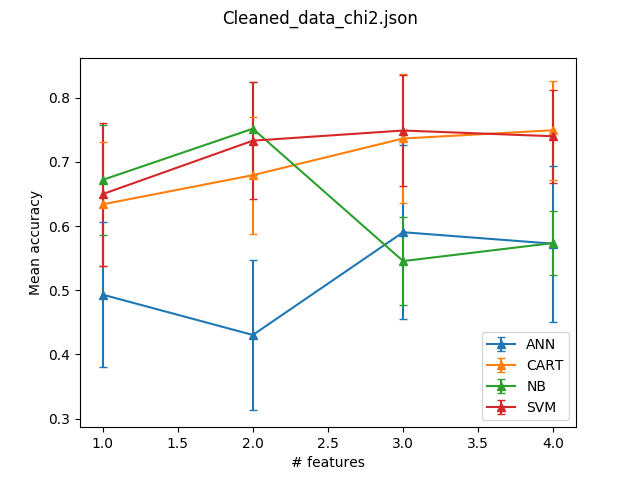 Cleaned_data_chi2.json
0.8
0.7
0.6
0.5
0.4
0.3
Mean accuracy
1.0 1.5 2.0 2.5 3.0 3.5 4.0
# features
ANN
CART
NB
SVM